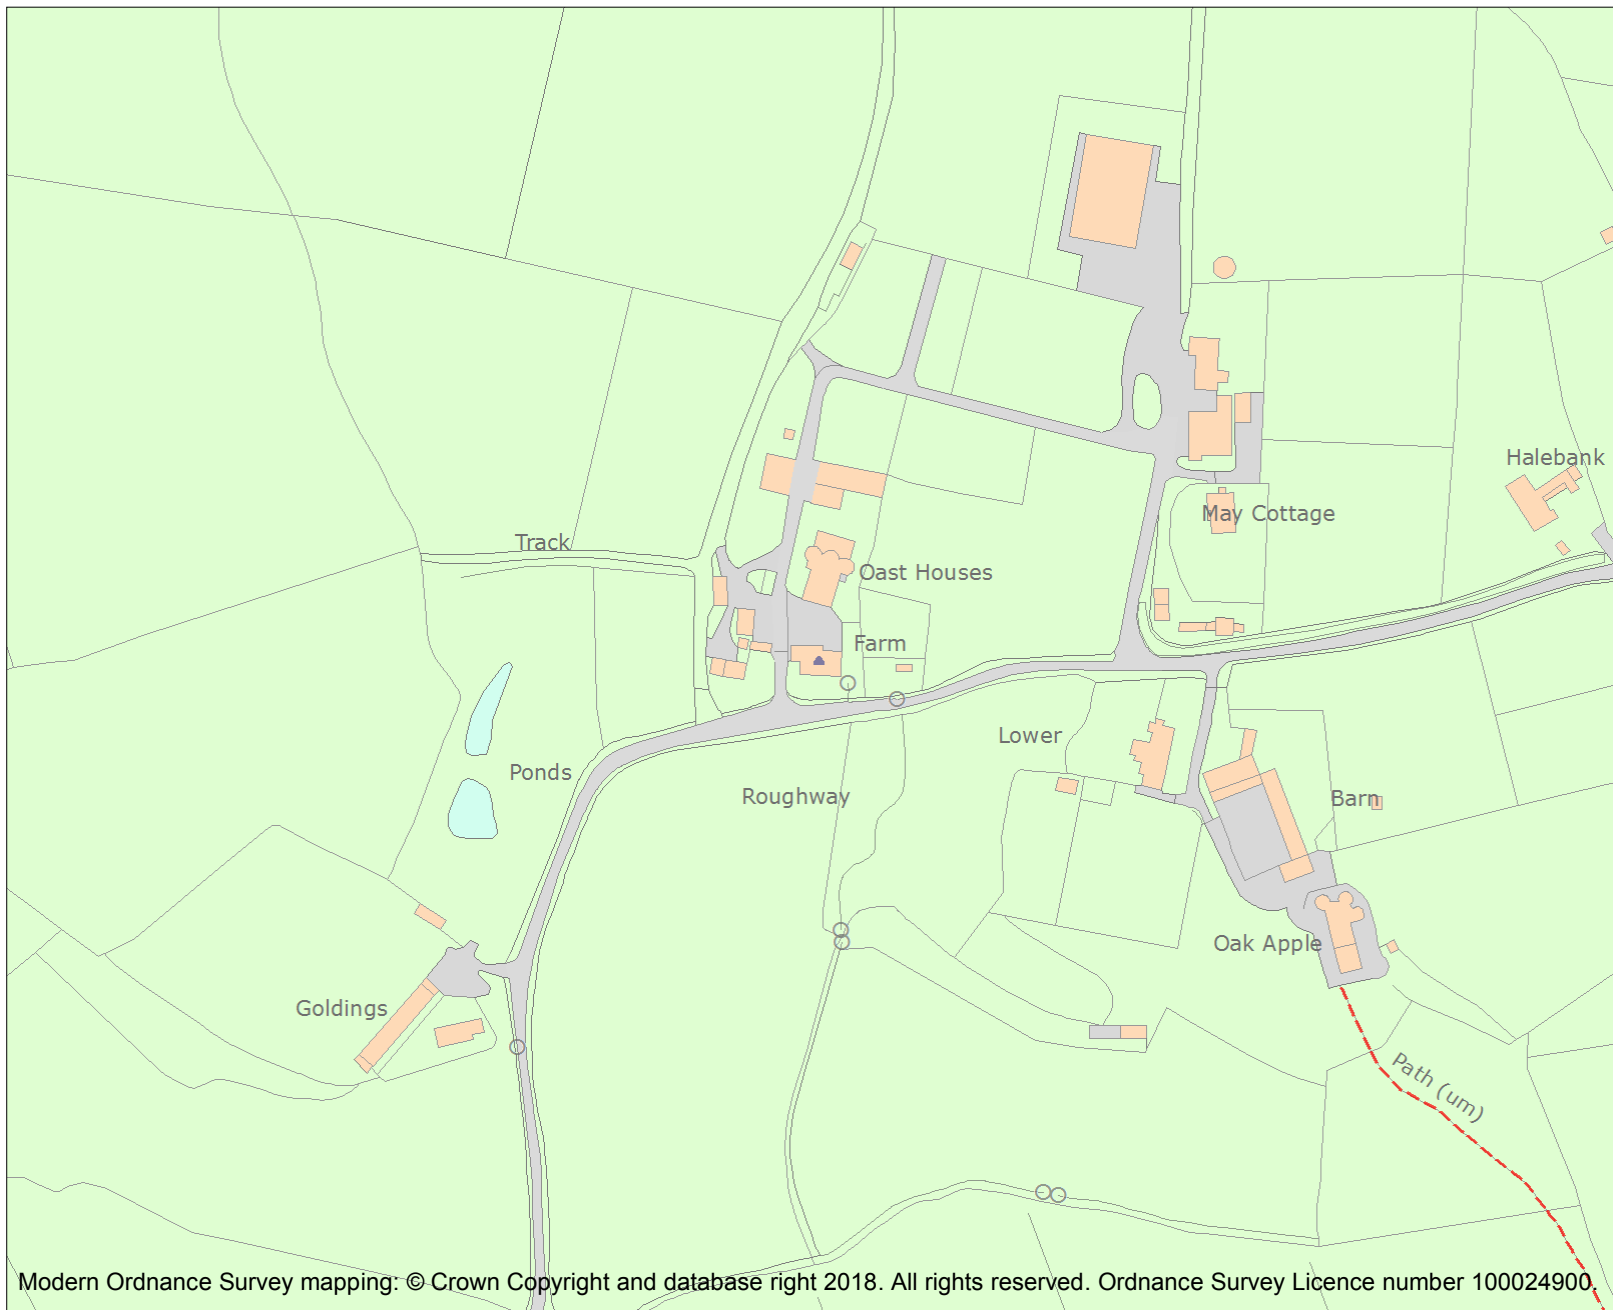 Halebank
May Cottage
Track
Oast Houses
Farm
Lower
Ponds
Roughway
Barn
Oak Apple
Goldings
Path (um)
Modern Ordnance Survey mapping: © Crown Copyright and database right 2018. All rights reserved. Ordnance Survey Licence number 100024900.